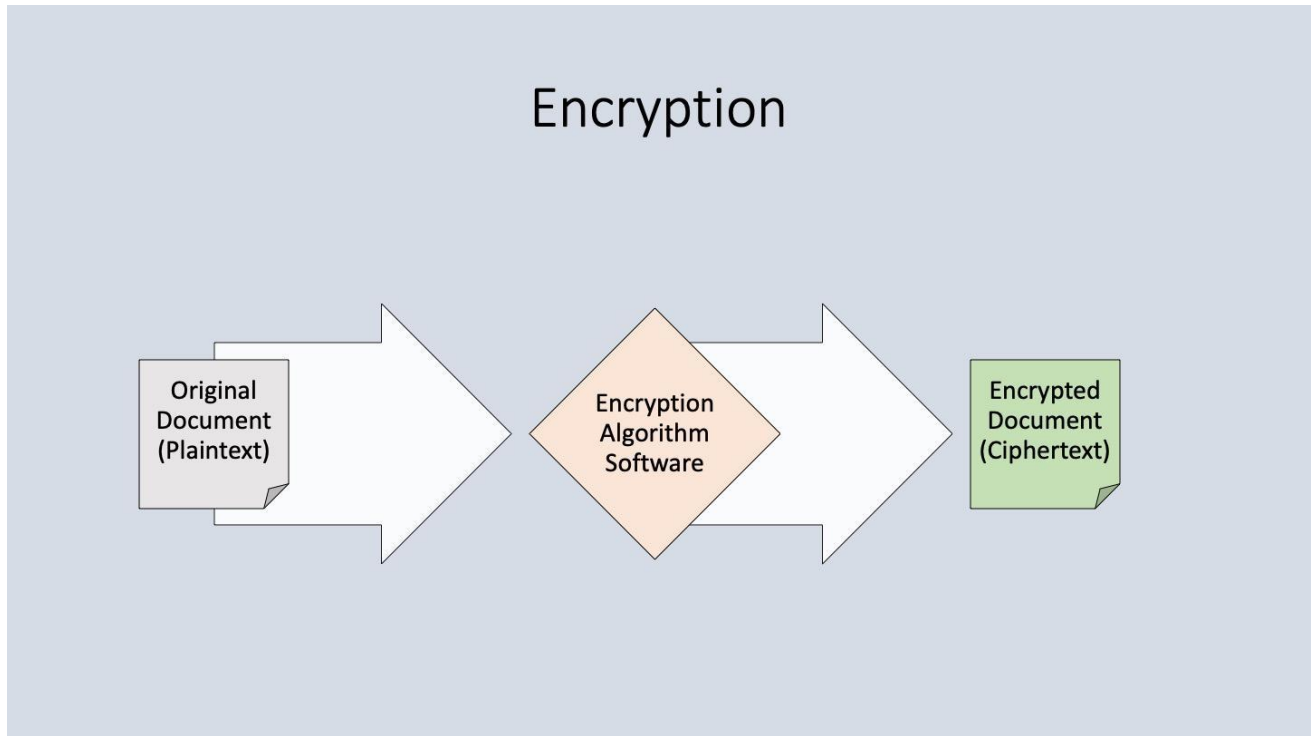 Encryption
Original
Document
(Plaintext)
Encryption
Algorithm
Software
Encrypted
Document
(Ciphertext)